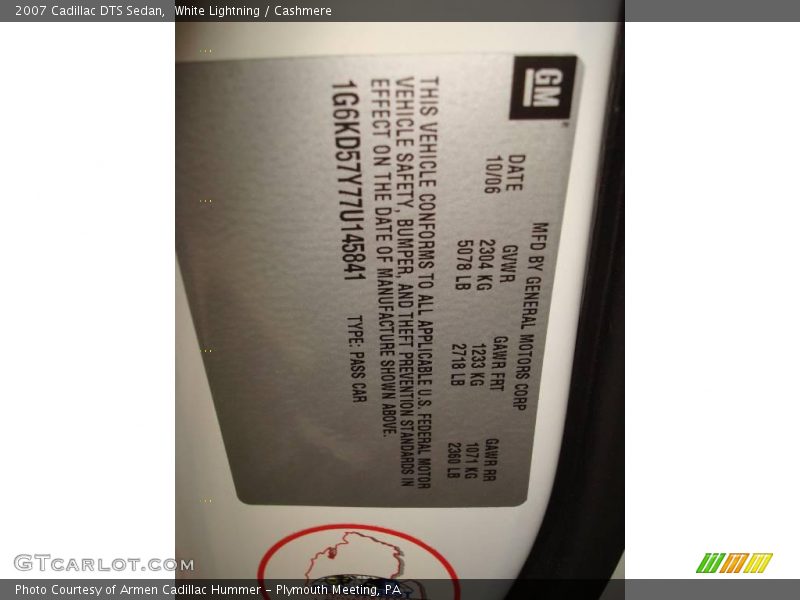 2007 Cadillac DTS Sedan,  White Lightning / Cashmere
GM
MFD BY GENERAL MOTORS CORP
DATE GVWR GAWR FRT GAWR RR
10/06 2304 KG 1233 KG 1071 KG
5078 LB 2718 LB 2360 LB
THIS VEHICLE CONFORMS TO ALL APPLICABLE U.S. FEDERAL MOTOR
VEHICLE SAFETY, BUMPER, AND THEFT PREVENTION STANDARDS IN
EFFECT ON THE DATE OF MANUFACTURE SHOWN ABOVE.
1G6KD57Y77U145841 TYPE: PASS CAR
GTcarlot.com
Photo Courtesy of Armen Cadillac Hummer - Plymouth Meeting, PA